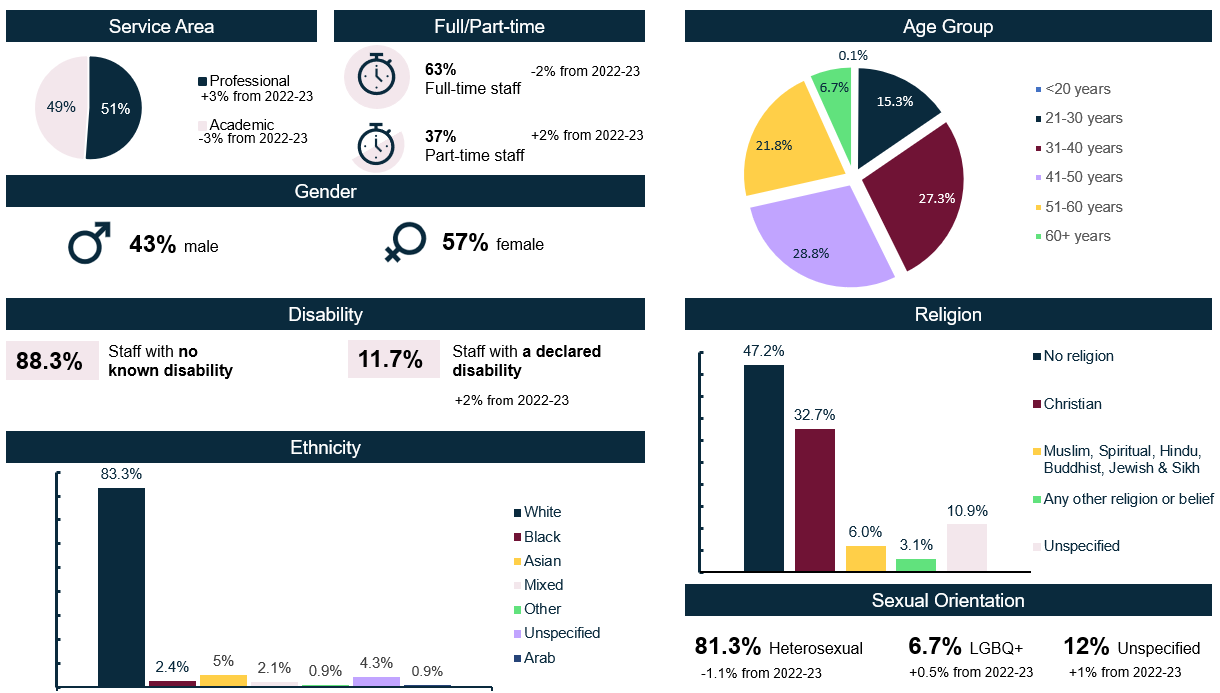 Service Area
49%
51%
Professional
+3% from 2022-23
Academic
-3% from 2022-23
Full/Part-time
63%
Full-time staff
-2% from 2022-23
37%
Part-time staff
+2% from 2022-23
Gender
43% male
57% female
Disability
88.3%
Staff with no
known disability
11.7%
Staff with a declared
disability
+2% from 2022-23
Ethnicity
83.3%
2.4%
5%
2.1%
0.9%
4.3%
0.9%
White
Black
Asian
Mixed
Other
Unspecified
Arab
Age Group
0.1%
15.3%
27.3%
28.8%
21.8%
6.7%
<20 years
21-30 years
31-40 years
41-50 years
51-60 years
60+ years
Religion
47.2%
32.7%
6.0%
3.1%
10.9%
No religion
Christian
Muslim, Spiritual, Hindu,
Buddhist, Jewish & Sikh
Any other religion or belief
Unspecified
Sexual Orientation
81.3% Heterosexual
-1.1% from 2022-23
6.7% LGBQ+
+0.5% from 2022-23
12% Unspecified
+1% from 2022-23